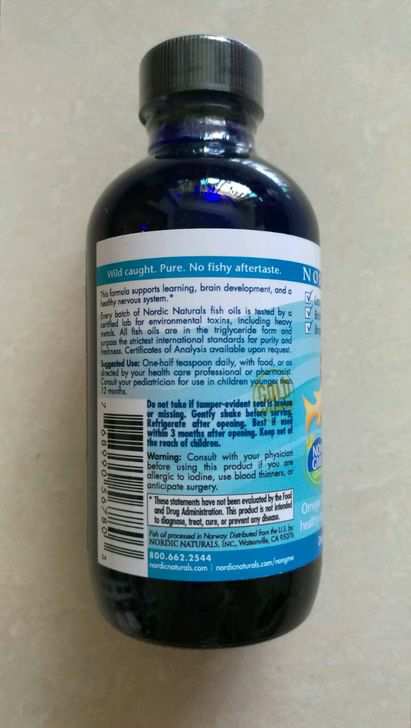 Wild caught. Pure. No fishy aftertaste.
This formula supports learning, brain development, and a
healthy nervous system.*
Every batch of Nordic Naturals fish oils is tested by a
certified lab for environmental toxins, including heavy
metals. All fish oils are in the triglyceride form and
surpass the strictest international standards for purity and
freshness. Certificates of Analysis available upon request.
Suggested Use: One-half teaspoon daily, with food, or as
directed by your health care professional or pharmacist.
Consult your pediatrician for use in children younger than
12 months.
Do not take if tamper-evident seal is broken
or missing. Gently shake before serving.
Refrigerate after opening. Best if used
within 3 months after opening. Keep out of
the reach of children.
Warning: Consult with your physician
before using this product if you are
allergic to iodine, use blood thinners, or
anticipate surgery.
* These statements have not been evaluated by the Food
and Drug Administration. This product is not intended
to diagnose, treat, cure, or prevent any disease.
Fish oil processed in Norway. Distributed from the U.S. by
NORDIC NATURALS, INC., Watsonville, CA 95076
800.662.2544
nordicnaturals.com | nordicnaturals.com/nongmo
7 68990 56780 3
NO
GOLD